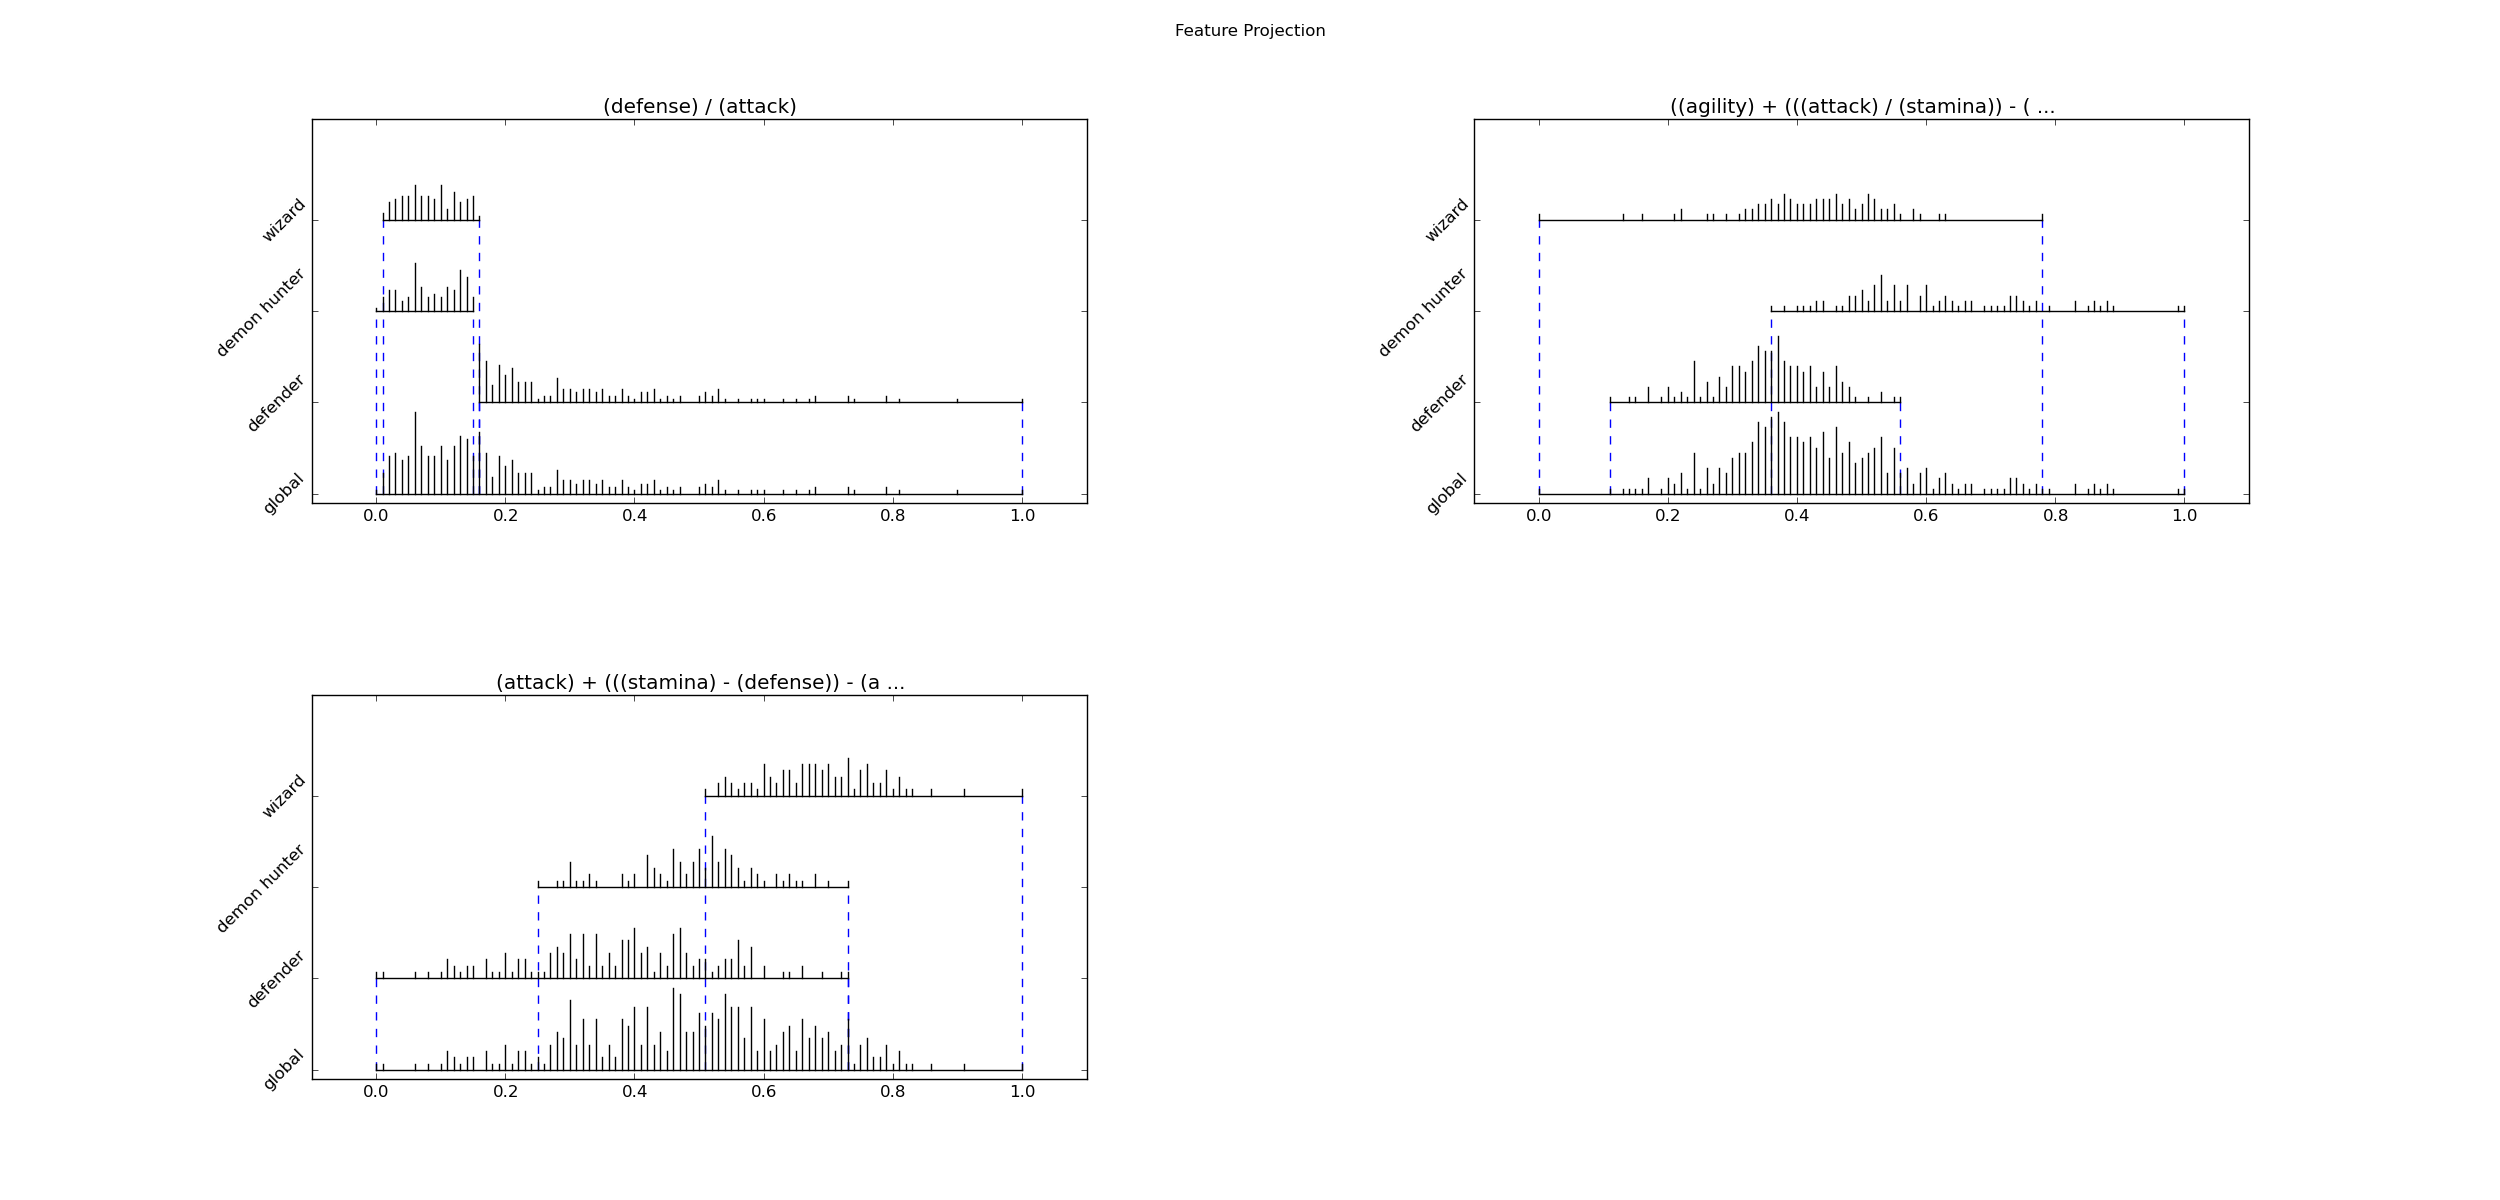 Feature Projection
(defense) / (attack)
wizard
demon hunter
defender
global
0.0 0.2 0.4 0.6 0.8 1.0
((agility) + (((attack) / (stamina)) - ( ...
wizard
demon hunter
defender
global
0.0 0.2 0.4 0.6 0.8 1.0
(attack) + (((stamina) - (defense)) - (a ...
wizard
demon hunter
defender
global
0.0 0.2 0.4 0.6 0.8 1.0